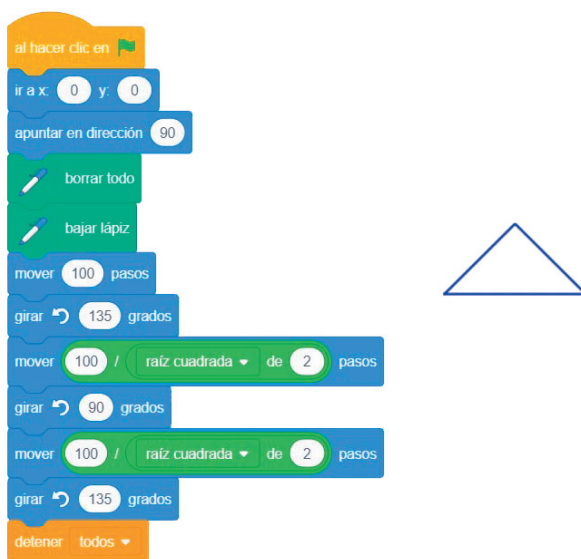 al hacer clic en
ir a x: 0 y: 0
apuntar en dirección 90
borrar todo
bajar lápiz
mover 100 pasos
girar 135 grados
mover 100 / raíz cuadrada de 2 pasos
girar 90 grados
mover 100 / raíz cuadrada de 2 pasos
girar 135 grados
detener todos